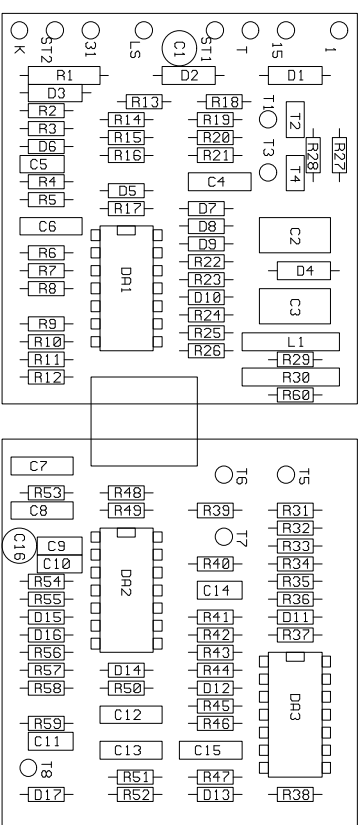 K ST2 31 LS C1 ST1 T 15 1
R1 D2 D1
D3
R13 R18 T1
R2 R14 R19 T2
R3 R15 R20
D6 R16 R21 T3 R28 R27
C5
R4 D5 C4 T4
R5 R17 D7
C6 D8 C2
D9
R6 R22
R7 DA1 R23 D4
R8 D10
R24 C3
R9 R25
R10 R26 L1
R11 R29
R12 R30
R60
C7 T6 T5
R53 R48
C8 R49 R39 R31
R32
C16 C9 T7 R33
C10 R40 R34
R54 DA2 R35
R55 C14 R36
D15 R41 D11
D16 R42 R37
R56 R43
R57 D14 R44
R58 R50 D12
C12 R45 DA3
R59 R46
C11 C13 C15
T8 R51 R47
D17 R52 D13 R38